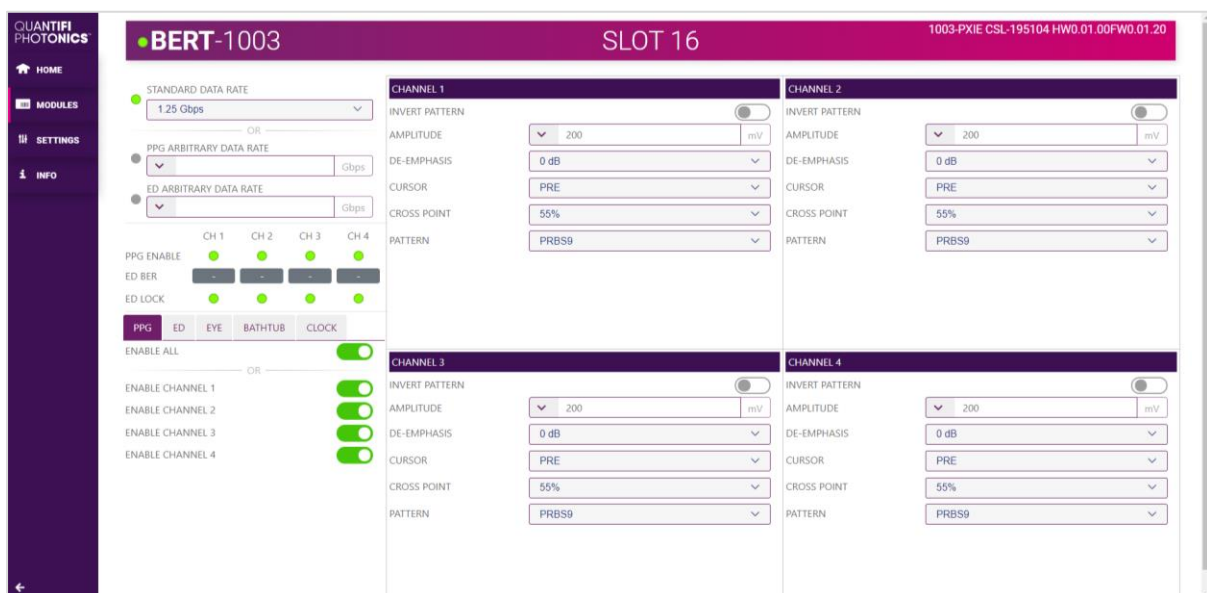 QUANTIFI
PHOTONICS
HOME
MODULES
SETTINGS
INFO
BERT-1003
SLOT 16
1003-PXIE CSL-195104 HW0.01.00FW0.01.20
STANDARD DATA RATE
1.25 Gbps
OR
PPG ARBITRARY DATA RATE
Gbps
ED ARBITRARY DATA RATE
Gbps
CH 1 CH 2 CH 3 CH 4
PPG ENABLE
ED BER - - - -
ED LOCK
PPG ED EYE BATHTUB CLOCK
ENABLE ALL
OR
ENABLE CHANNEL 1
ENABLE CHANNEL 2
ENABLE CHANNEL 3
ENABLE CHANNEL 4
CHANNEL 1
INVERT PATTERN
AMPLITUDE 200 mV
DE-EMPHASIS 0 dB
CURSOR PRE
CROSS POINT 55%
PATTERN PRBS9
CHANNEL 2
INVERT PATTERN
AMPLITUDE 200 mV
DE-EMPHASIS 0 dB
CURSOR PRE
CROSS POINT 55%
PATTERN PRBS9
CHANNEL 3
INVERT PATTERN
AMPLITUDE 200 mV
DE-EMPHASIS 0 dB
CURSOR PRE
CROSS POINT 55%
PATTERN PRBS9
CHANNEL 4
INVERT PATTERN
AMPLITUDE 200 mV
DE-EMPHASIS 0 dB
CURSOR PRE
CROSS POINT 55%
PATTERN PRBS9